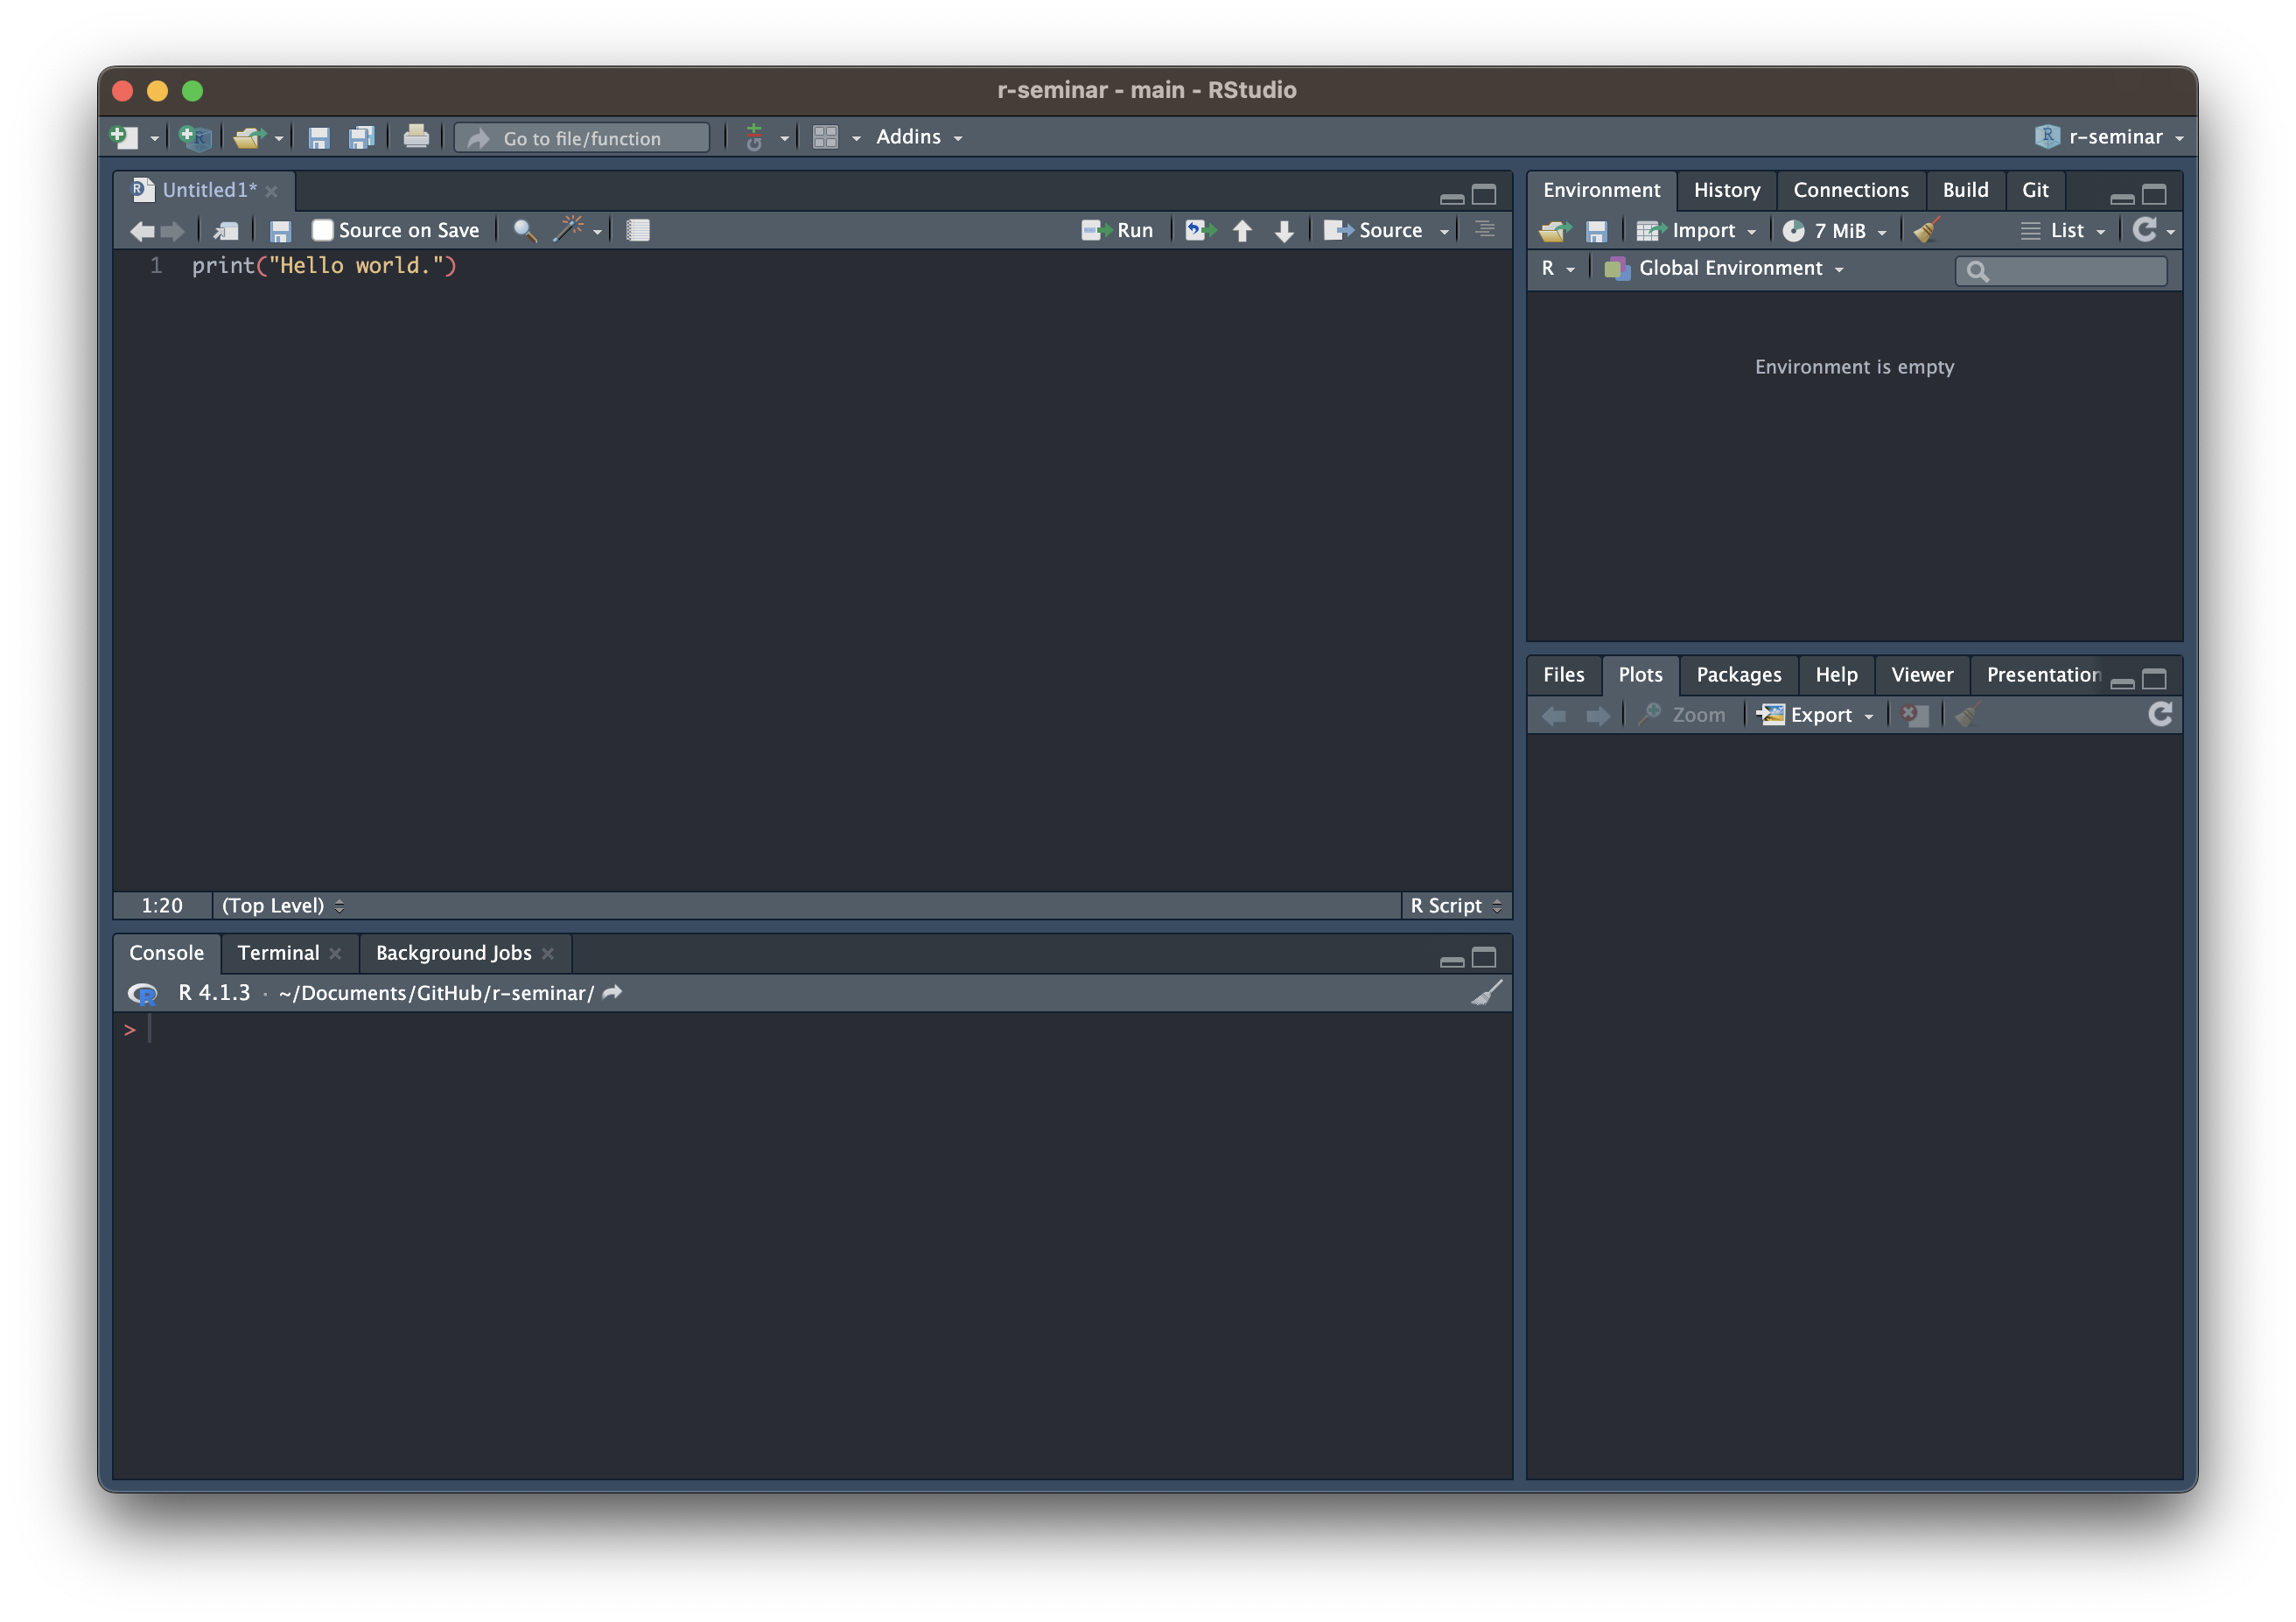 r-seminar - main - RStudio
Go to file/function
Addins
r-seminar
Untitled1*
Source on Save
Run
Source
1 print("Hello world.")
1:20
(Top Level)
R Script
Console
Terminal
Background Jobs
R 4.1.3 · ~/Documents/GitHub/r-seminar/
>
Environment
History
Connections
Build
Git
Import
7 MiB
List
R
Global Environment
Environment is empty
Files
Plots
Packages
Help
Viewer
Presentation
Zoom
Export